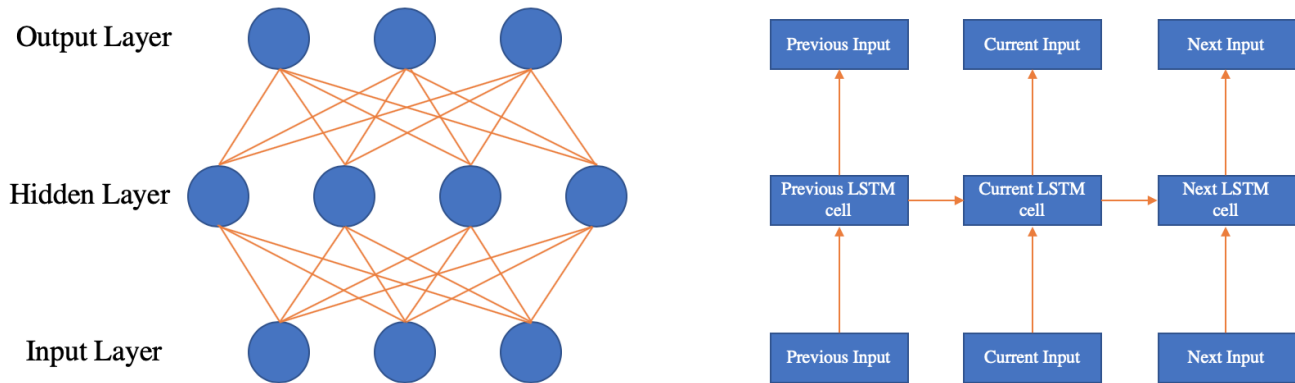 Output Layer
Hidden Layer
Input Layer
Previous Input
Current Input
Next Input
Previous LSTM
cell
Current LSTM
cell
Next LSTM
cell
Previous Input
Current Input
Next Input